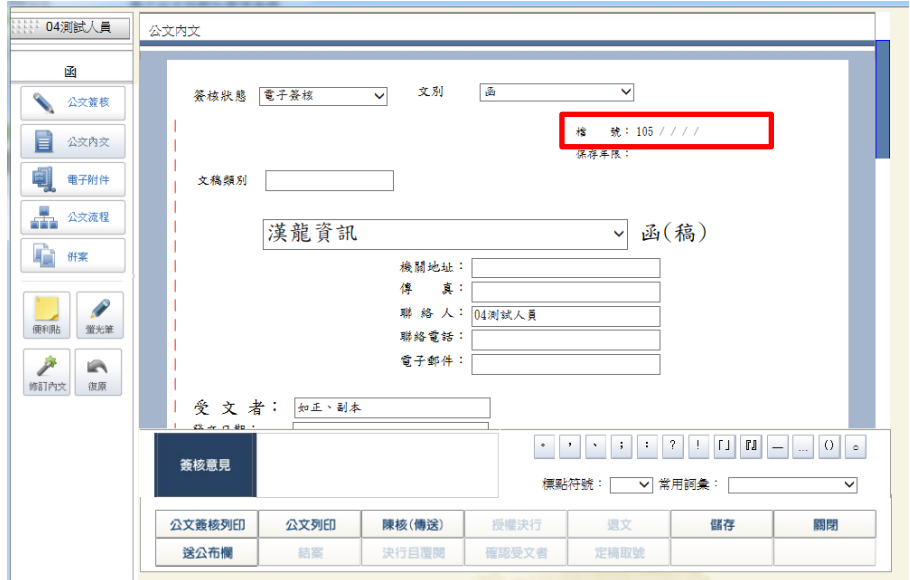 04測試人員
函
公文簽核
公文內文
電子附件
公文流程
併案
便利貼 螢光筆
修訂內文 復原
公文內文
簽核狀態 電子簽核 文別 函
檔 號：105 / / / /
保存年限：
文稿類別
漢龍資訊 函(稿)
機關地址：
傳 真：
聯 絡 人：04測試人員
聯絡電話：
電子郵件：
受 文 者： 如正、副本
發文日期：
簽核意見
。 ， 、 ； ： ？ ！ 「」 『』 — … ()
標點符號： 常用詞彙：
公文簽核列印 公文列印 陳核(傳送) 授權決行 退文 儲存 關閉
送公布欄 結案 決行自覆閱 確認受文者 定稿取號